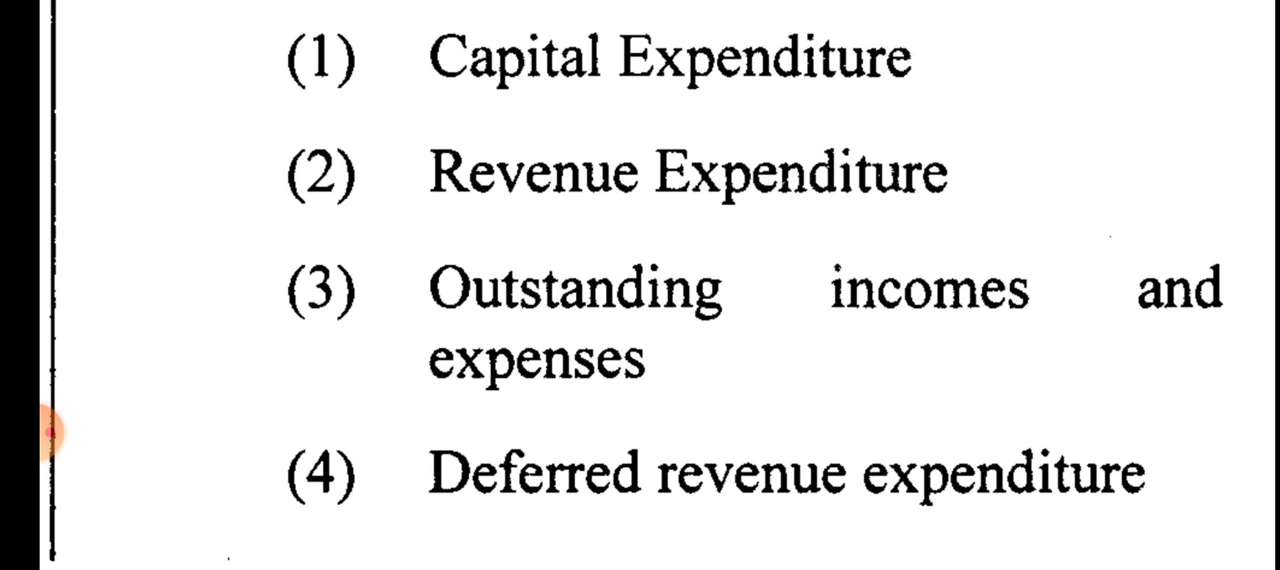 (1) Capital Expenditure
(2) Revenue Expenditure
(3) Outstanding incomes and
expenses
(4) Deferred revenue expenditure